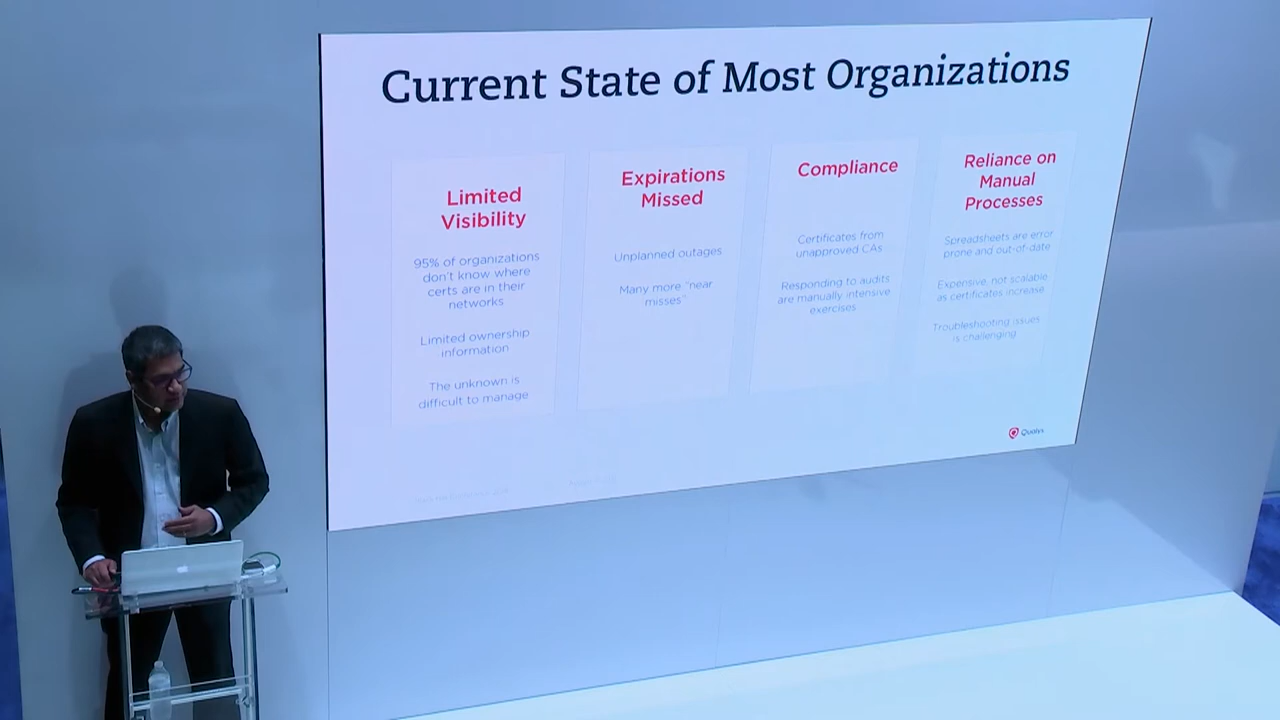 Current State of Most Organizations
Limited
Visibility
95% of organizations
don't know where
certs are in their
networks
Limited ownership
information
The unknown is
difficult to manage
Expirations
Missed
Unplanned outages
Many more "near
misses"
Compliance
Certificates from
unapproved CAs
Responding to audits
are manually intensive
exercises
Reliance on
Manual
Processes
Spreadsheets are error
prone and out-of-date
Expensive, not scalable
as certificates increase
Troubleshooting issues
is challenging
Qualys.